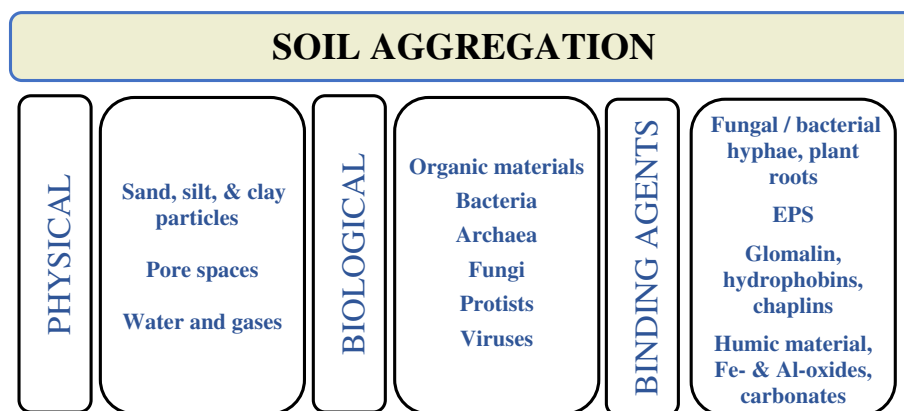 SOIL AGGREGATION
PHYSICAL
Sand, silt, & clay
particles
Pore spaces
Water and gases
BIOLOGICAL
Organic materials
Bacteria
Archaea
Fungi
Protists
Viruses
BINDING AGENTS
Fungal / bacterial
hyphae, plant
roots
EPS
Glomalin,
hydrophobins,
chaplins
Humic material,
Fe- & Al-oxides,
carbonates